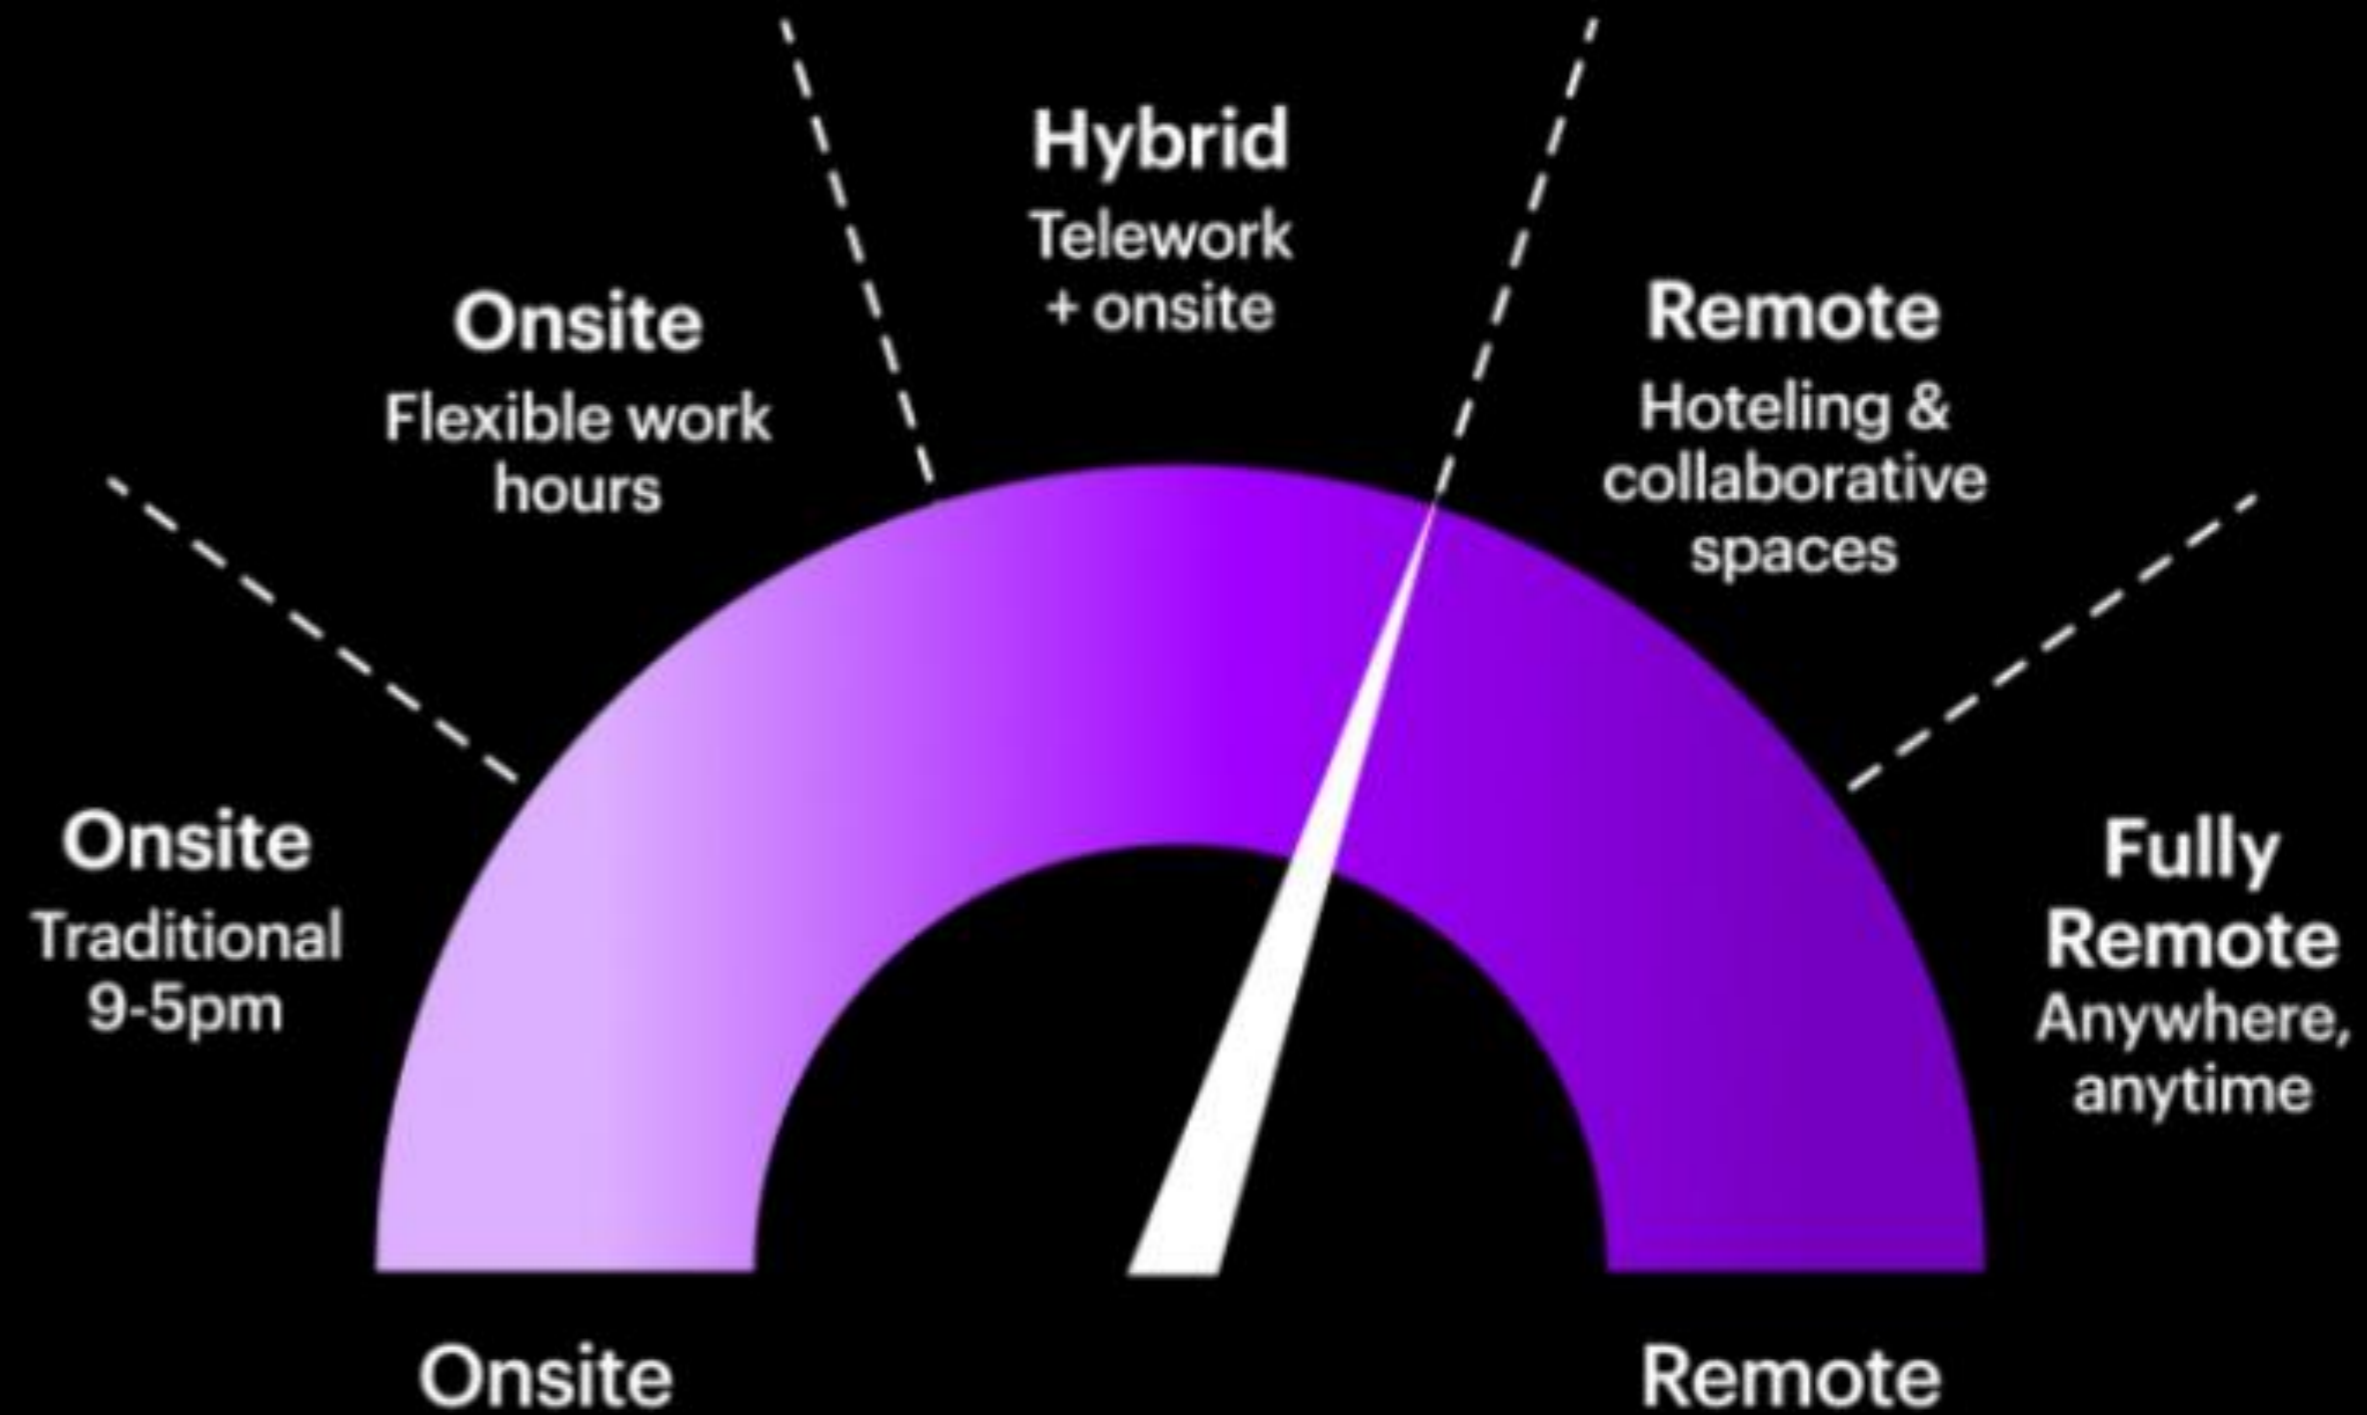 Hybrid
Telework
+ onsite
Onsite
Flexible work
hours
Remote
Hoteling &
collaborative
spaces
Onsite
Traditional
9-5pm
Fully
Remote
Anywhere,
anytime
Onsite
Remote